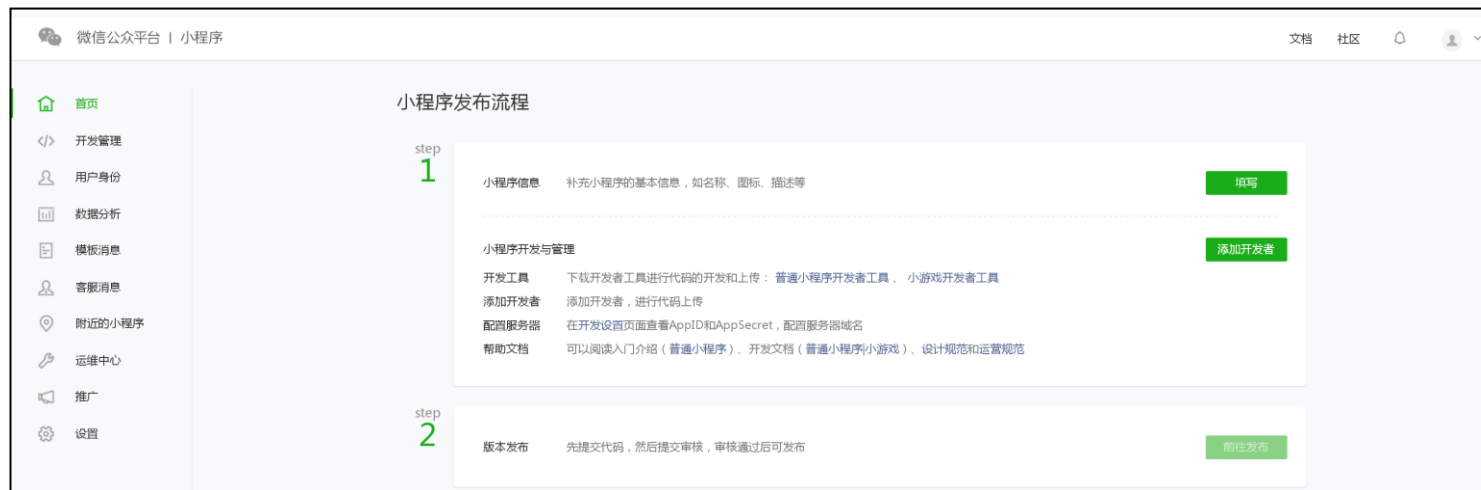 微信公众平台 | 小程序
文档 社区
首页
开发管理
用户身份
数据分析
模板消息
客服消息
附近的小程序
运维中心
推广
设置
小程序发布流程
step
1
小程序信息 补充小程序的基本信息，如名称、图标、描述等 填写
小程序开发与管理 添加开发者
开发工具 下载开发者工具进行代码的开发和上传： 普通小程序开发者工具 、 小游戏开发者工具
添加开发者 添加开发者，进行代码上传
配置服务器 在开发设置页面查看AppID和AppSecret，配置服务器域名
帮助文档 可以阅读入门介绍（普通小程序）、开发文档（普通小程序|小游戏）、设计规范和运营规范
step
2
版本发布 先提交代码，然后提交审核，审核通过后可发布 前往发布